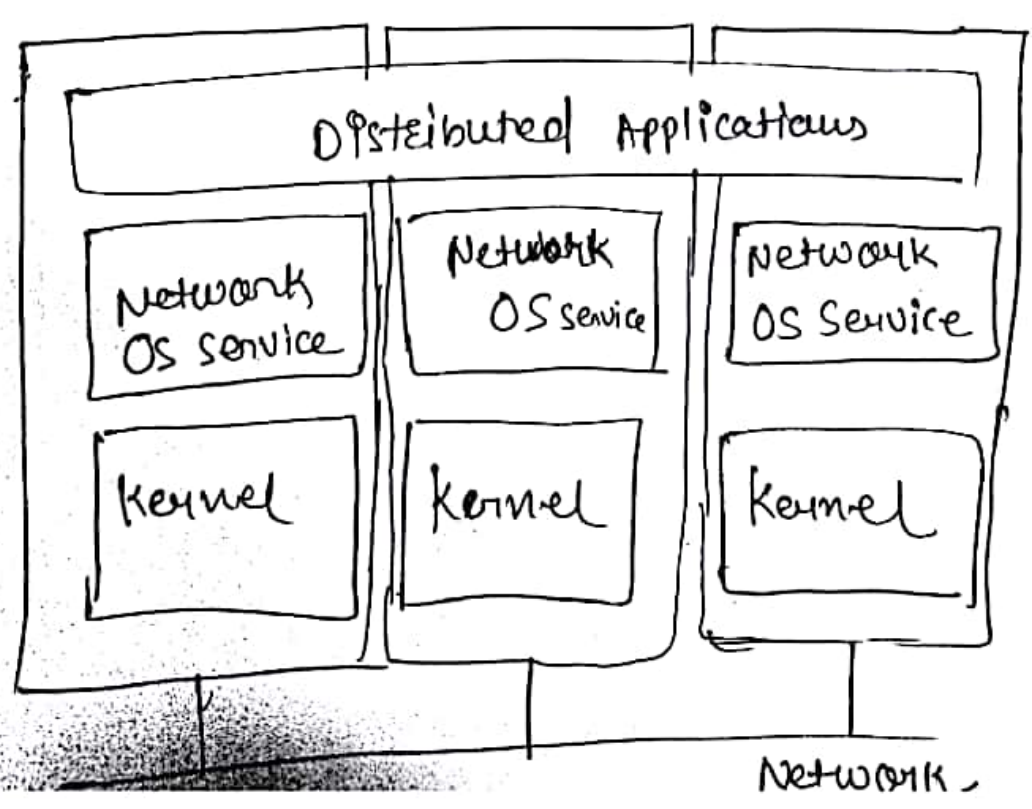 Distributed Applications
Network
OS Service
Network
OS Service
Network
OS Service
Kernel
Kernel
Kernel
Network